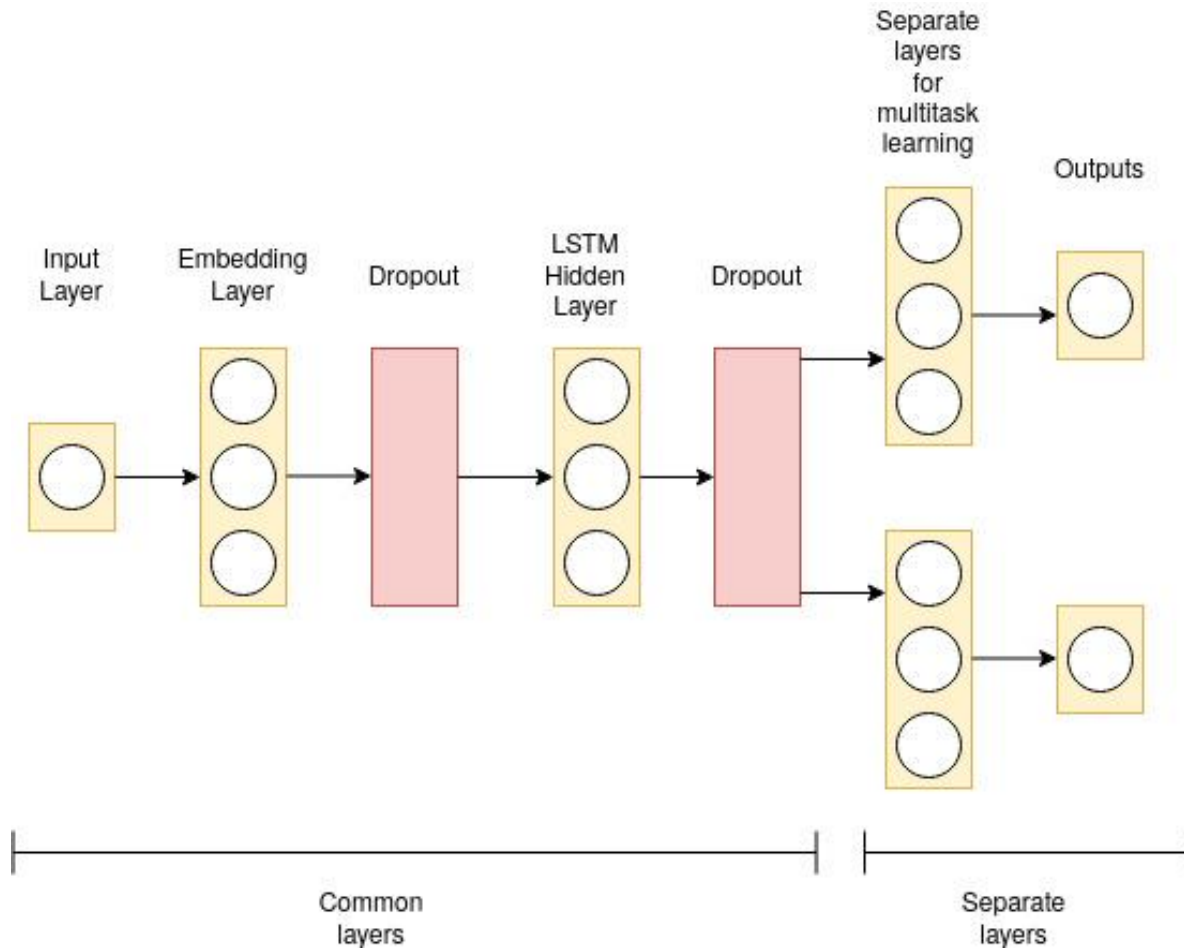 Separate
layers
for
multitask
learning
Outputs
Input
Layer
Embedding
Layer
Dropout
LSTM
Hidden
Layer
Dropout
Common
layers
Separate
layers